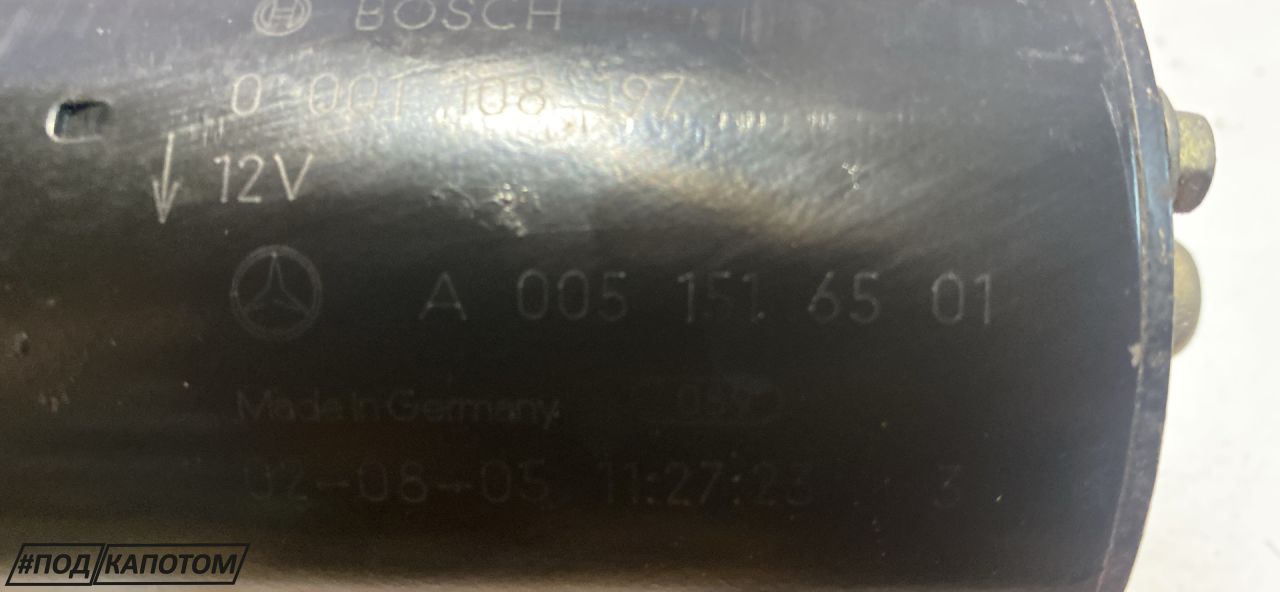 BOSCH
0 001 108 197
12V
A 005 151 65 01
Made in Germany
02-08-05 11:27:23 3
#ПОД КАПОТОМ